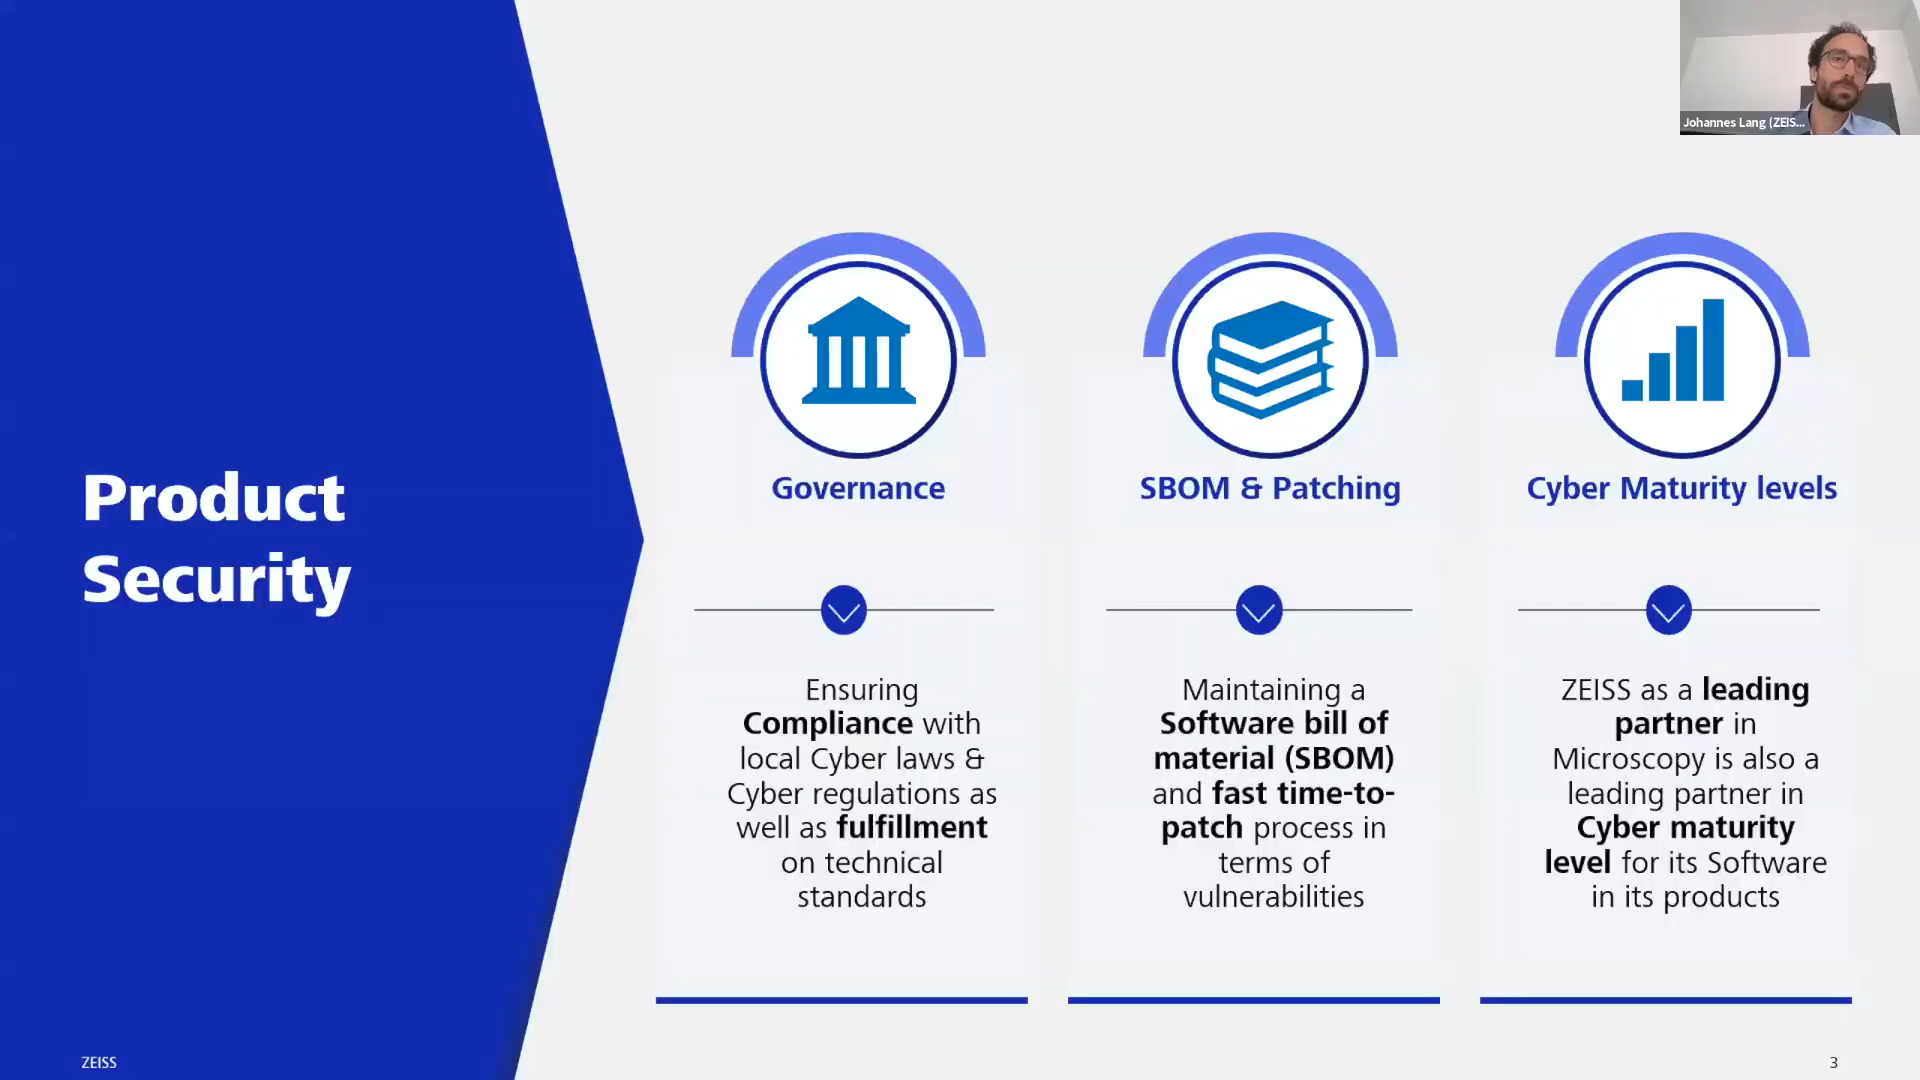 Johannes Lang (ZEIS...
Product
Security
Governance
Ensuring
Compliance with
local Cyber laws &
Cyber regulations as
well as fulfillment
on technical
standards
SBOM & Patching
Maintaining a
Software bill of
material (SBOM)
and fast time-to-
patch process in
terms of
vulnerabilities
Cyber Maturity levels
ZEISS as a leading
partner in
Microscopy is also a
leading partner in
Cyber maturity
level for its Software
in its products
ZEISS
3